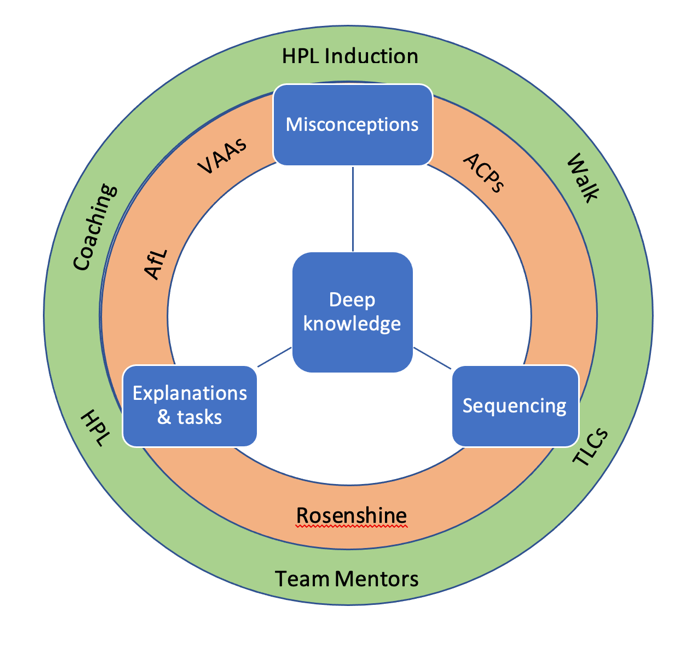 HPL Induction
Misconceptions
VAAs
ACPs
Walk
Coaching
AfL
Deep
knowledge
Explanations
& tasks
Sequencing
HPL
TLCs
Rosenshine
Team Mentors